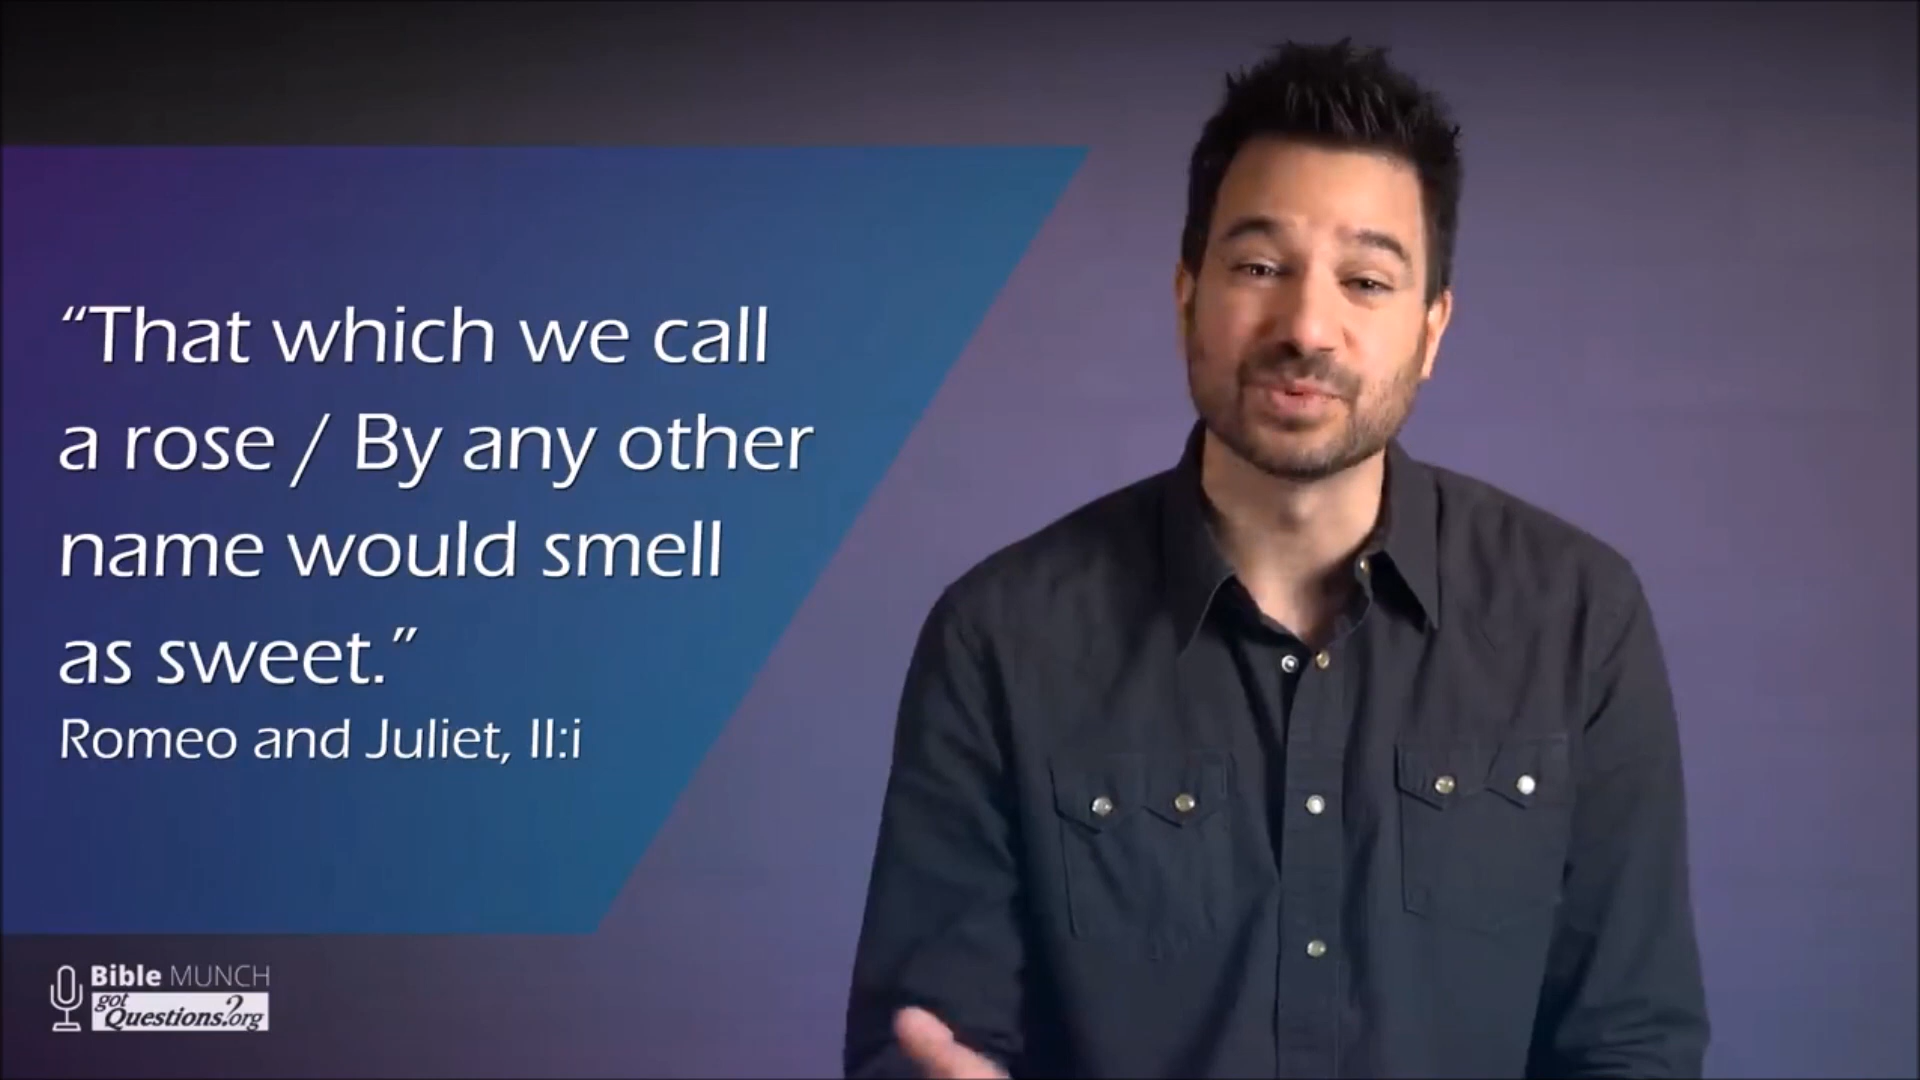 “That which we call
a rose / By any other
name would smell
as sweet.”
Romeo and Juliet, II:i
Bible MUNCH
got
Questions?.org